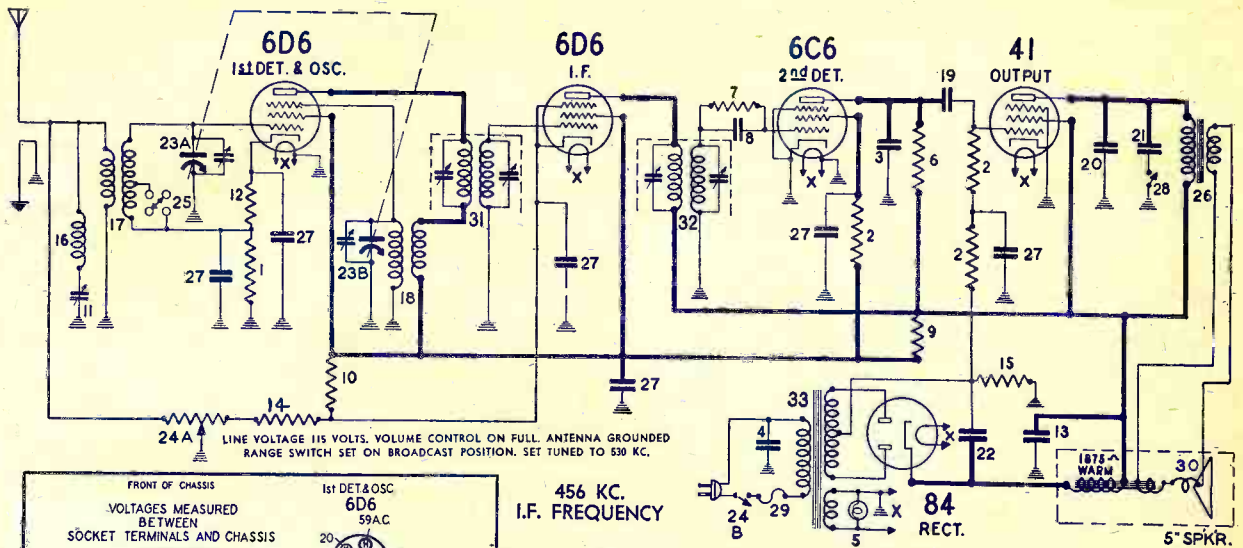 6D6
1st DET. & OSC.
6D6
I.F.
6C6
2nd DET.
41
OUTPUT
7
19
23A
X
X
8
X
3
6
2
X
20
21
28
26
12
25
16
17
31
32
27
2
2
27
27
1
27
23B
18
27
11
9
10
27
15
14
33
24A
LINE VOLTAGE 115 VOLTS. VOLUME CONTROL ON FULL. ANTENNA GROUNDED
RANGE SWITCH SET ON BROADCAST POSITION. SET TUNED TO 530 KC.
4
X
22
13
1875
WARM
30
FRONT OF CHASSIS
VOLTAGES MEASURED
BETWEEN
SOCKET TERMINALS AND CHASSIS
1st DET.& OSC
6D6
59AC
20
456 KC.
I.F. FREQUENCY
24
B
29
5
X
84
RECT.
5" SPKR.